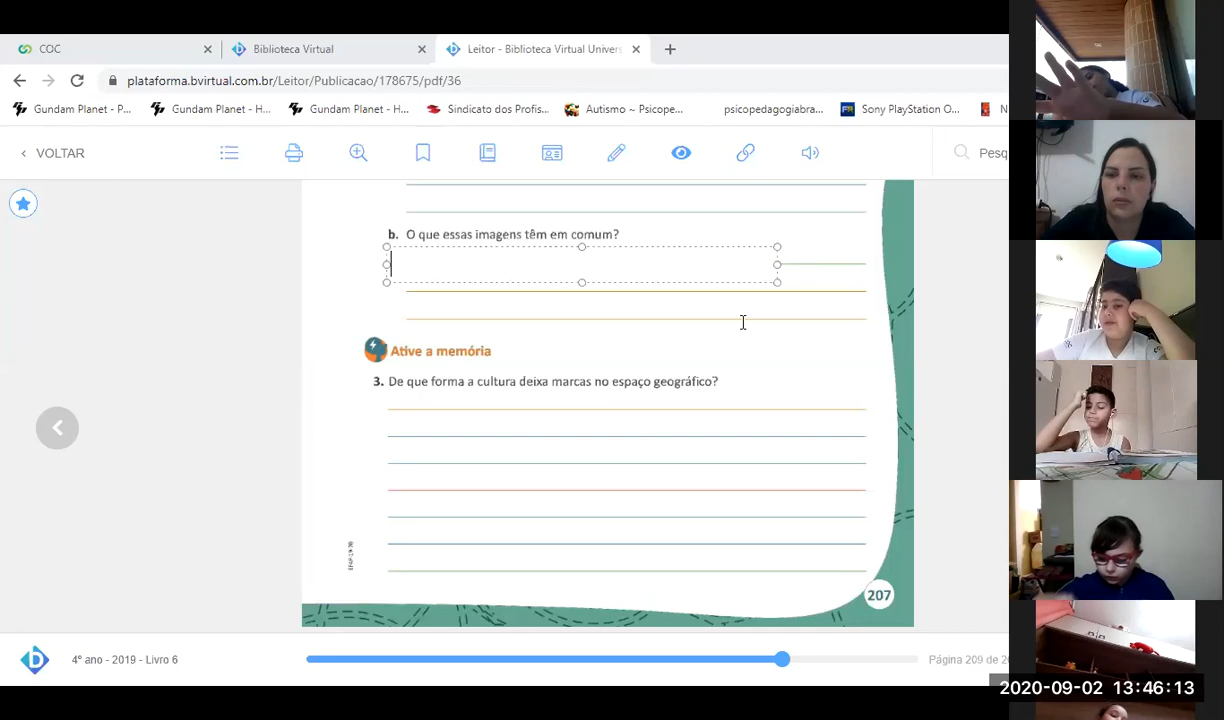 COC
Biblioteca Virtual
Leitor - Biblioteca Virtual Univers
plataforma.bvirtual.com.br/Leitor/Publicacao/178675/pdf/36
Gundam Planet - P...
Gundam Planet - H...
Gundam Planet - H...
Sindicato dos Profis...
Autismo ~ Psicope...
psicopedagogiabra...
Sony PlayStation O...
N
VOLTAR
Pesq
b. O que essas imagens têm em comum?
Ative a memória
3. De que forma a cultura deixa marcas no espaço geográfico?
207
4º ano - 2019 - Livro 6
Página 209 de 2
2020-09-02 13:46:13